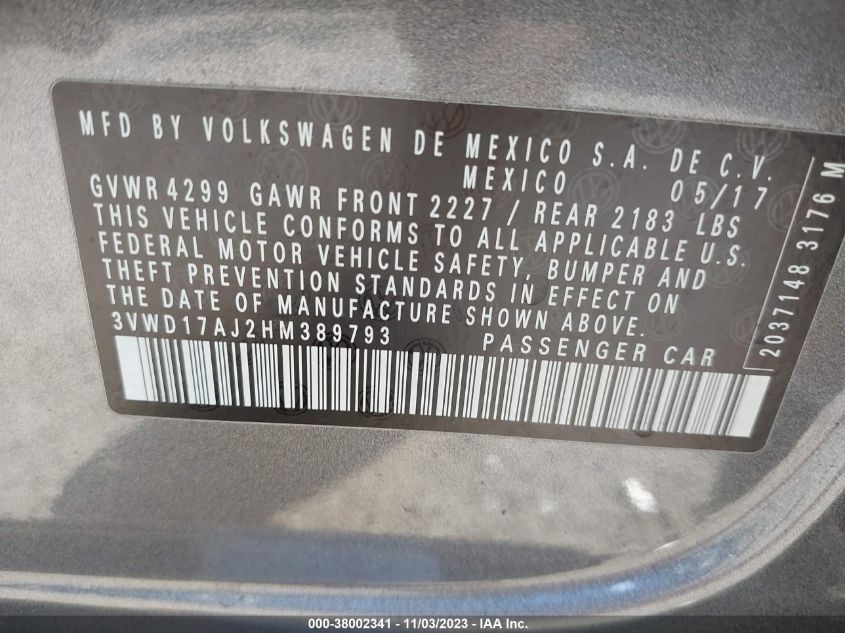 MFD BY VOLKSWAGEN DE MEXICO S.A. DE C.V.
MEXICO 05/17
GVWR 4299 GAWR FRONT 2227 / REAR 2183 LBS
THIS VEHICLE CONFORMS TO ALL APPLICABLE U.S.
FEDERAL MOTOR VEHICLE SAFETY, BUMPER AND
THEFT PREVENTION STANDARDS IN EFFECT ON
THE DATE OF MANUFACTURE SHOWN ABOVE.
3VWD17AJ2HM389793 PASSENGER CAR
2037148 3176 M
000-38002341 - 11/03/2023 - IAA Inc.